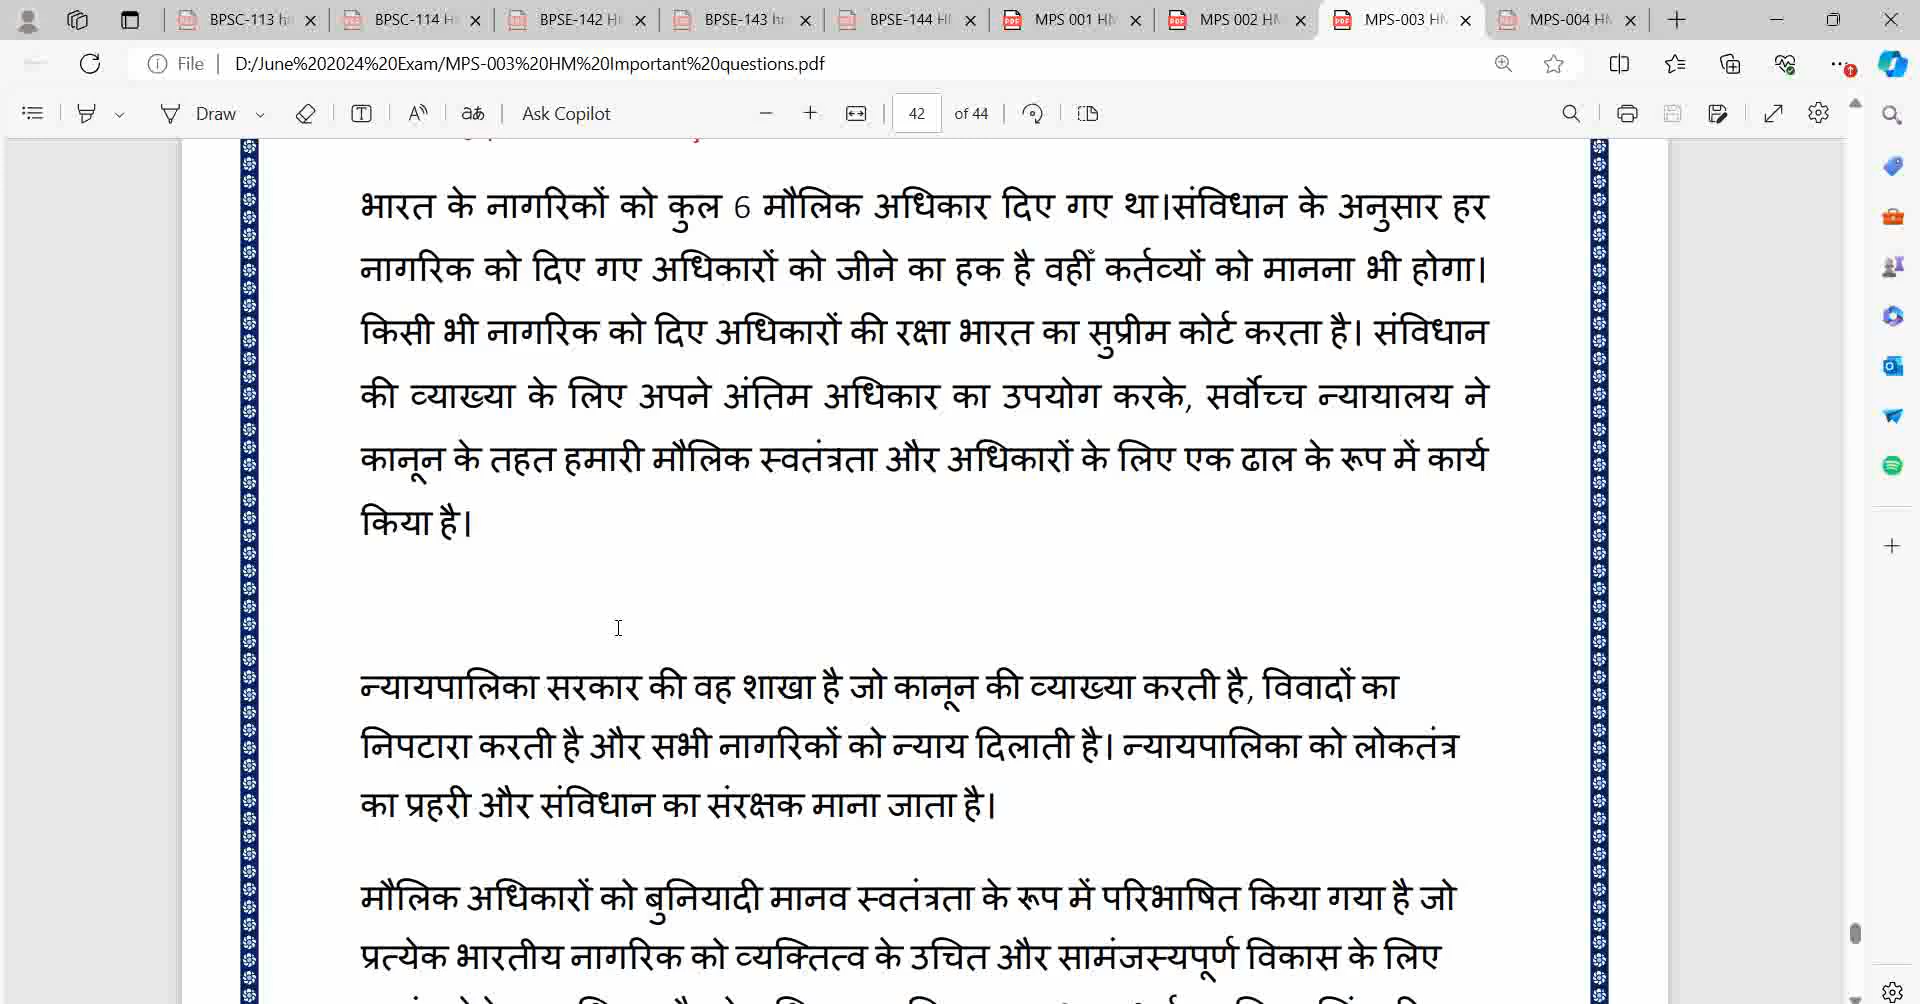 BPSC-113 h
BPSC-114 H
BPSE-142 H
BPSE-143 h
BPSE-144 H
MPS 001 HM
MPS 002 HM
MPS-003 HM
MPS-004 HM
File
D:/June%202024%20Exam/MPS-003%20HM%20Important%20questions.pdf
Draw
Ask Copilot
42 of 44
भारत के नागरिकों को कुल 6 मौलिक अधिकार दिए गए था।संविधान के अनुसार हर
नागरिक को दिए गए अधिकारों को जीने का हक है वहीँ कर्तव्यों को मानना भी होगा।
किसी भी नागरिक को दिए अधिकारों की रक्षा भारत का सुप्रीम कोर्ट करता है। संविधान
की व्याख्या के लिए अपने अंतिम अधिकार का उपयोग करके, सर्वोच्च न्यायालय ने
कानून के तहत हमारी मौलिक स्वतंत्रता और अधिकारों के लिए एक ढाल के रूप में कार्य
किया है।
न्यायपालिका सरकार की वह शाखा है जो कानून की व्याख्या करती है, विवादों का
निपटारा करती है और सभी नागरिकों को न्याय दिलाती है। न्यायपालिका को लोकतंत्र
का प्रहरी और संविधान का संरक्षक माना जाता है।
मौलिक अधिकारों को बुनियादी मानव स्वतंत्रता के रूप में परिभाषित किया गया है जो
प्रत्येक भारतीय नागरिक को व्यक्तित्व के उचित और सामंजस्यपूर्ण विकास के लिए